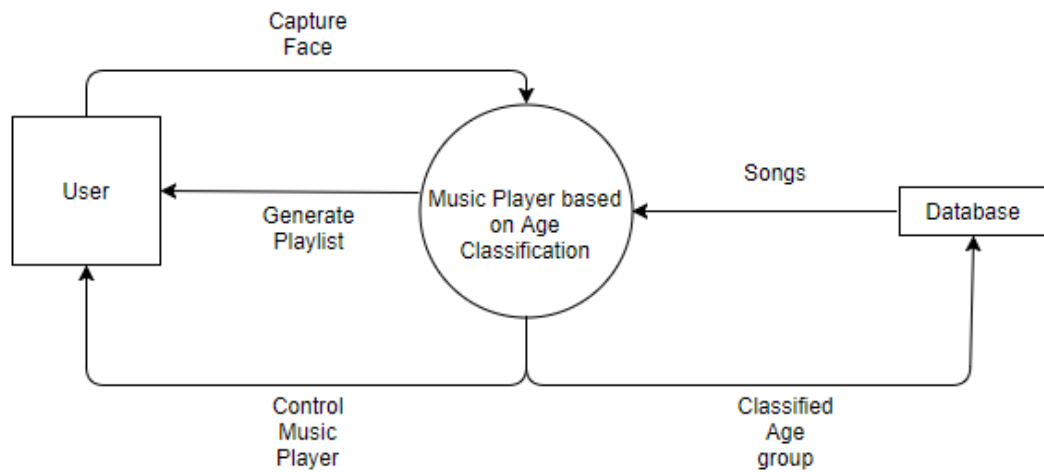 Capture
Face
User
Generate
Playlist
Music Player based
on Age
Classification
Songs
Database
Control
Music
Player
Classified
Age
group